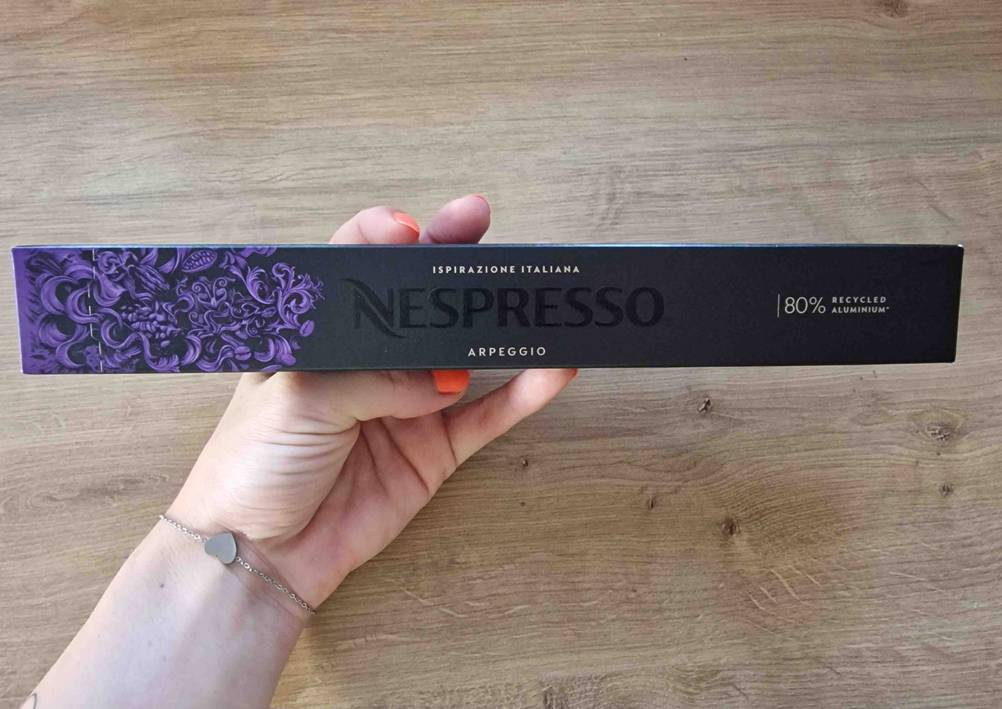 ISPIRAZIONE ITALIANA
NESPRESSO
ARPEGGIO
80% RECYCLED
ALUMINIUM*